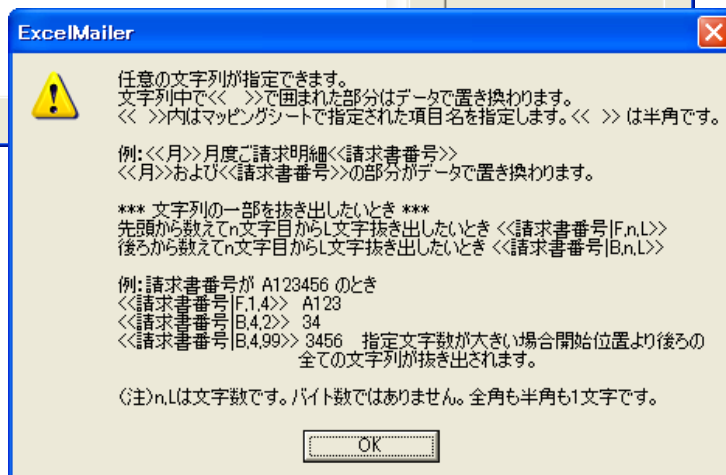 ExcelMailer
任意の文字列が指定できます。
文字列中で<< >>で囲まれた部分はデータで置き換わります。
<< >>内はマッピングシートで指定された項目名を指定します。<< >> は半角です。
例:<<月>>月度ご請求明細<<請求書番号>>
<<月>>および<<請求書番号>>の部分がデータで置き換わります。
*** 文字列の一部を抜き出したいとき ***
先頭から数えてn文字目からL文字抜き出したいとき <<請求書番号|F,n,L>>
後ろから数えてn文字目からL文字抜き出したいとき <<請求書番号|B,n,L>>
例:請求書番号が A123456 のとき
<<請求書番号|F,1,4>> A123
<<請求書番号|B,4,2>> 34
<<請求書番号|B,4,99>> 3456 指定文字数が大きい場合開始位置より後ろの
全ての文字列が抜き出されます。
(注)n,Lは文字数です。バイト数ではありません。全角も半角も1文字です。
OK